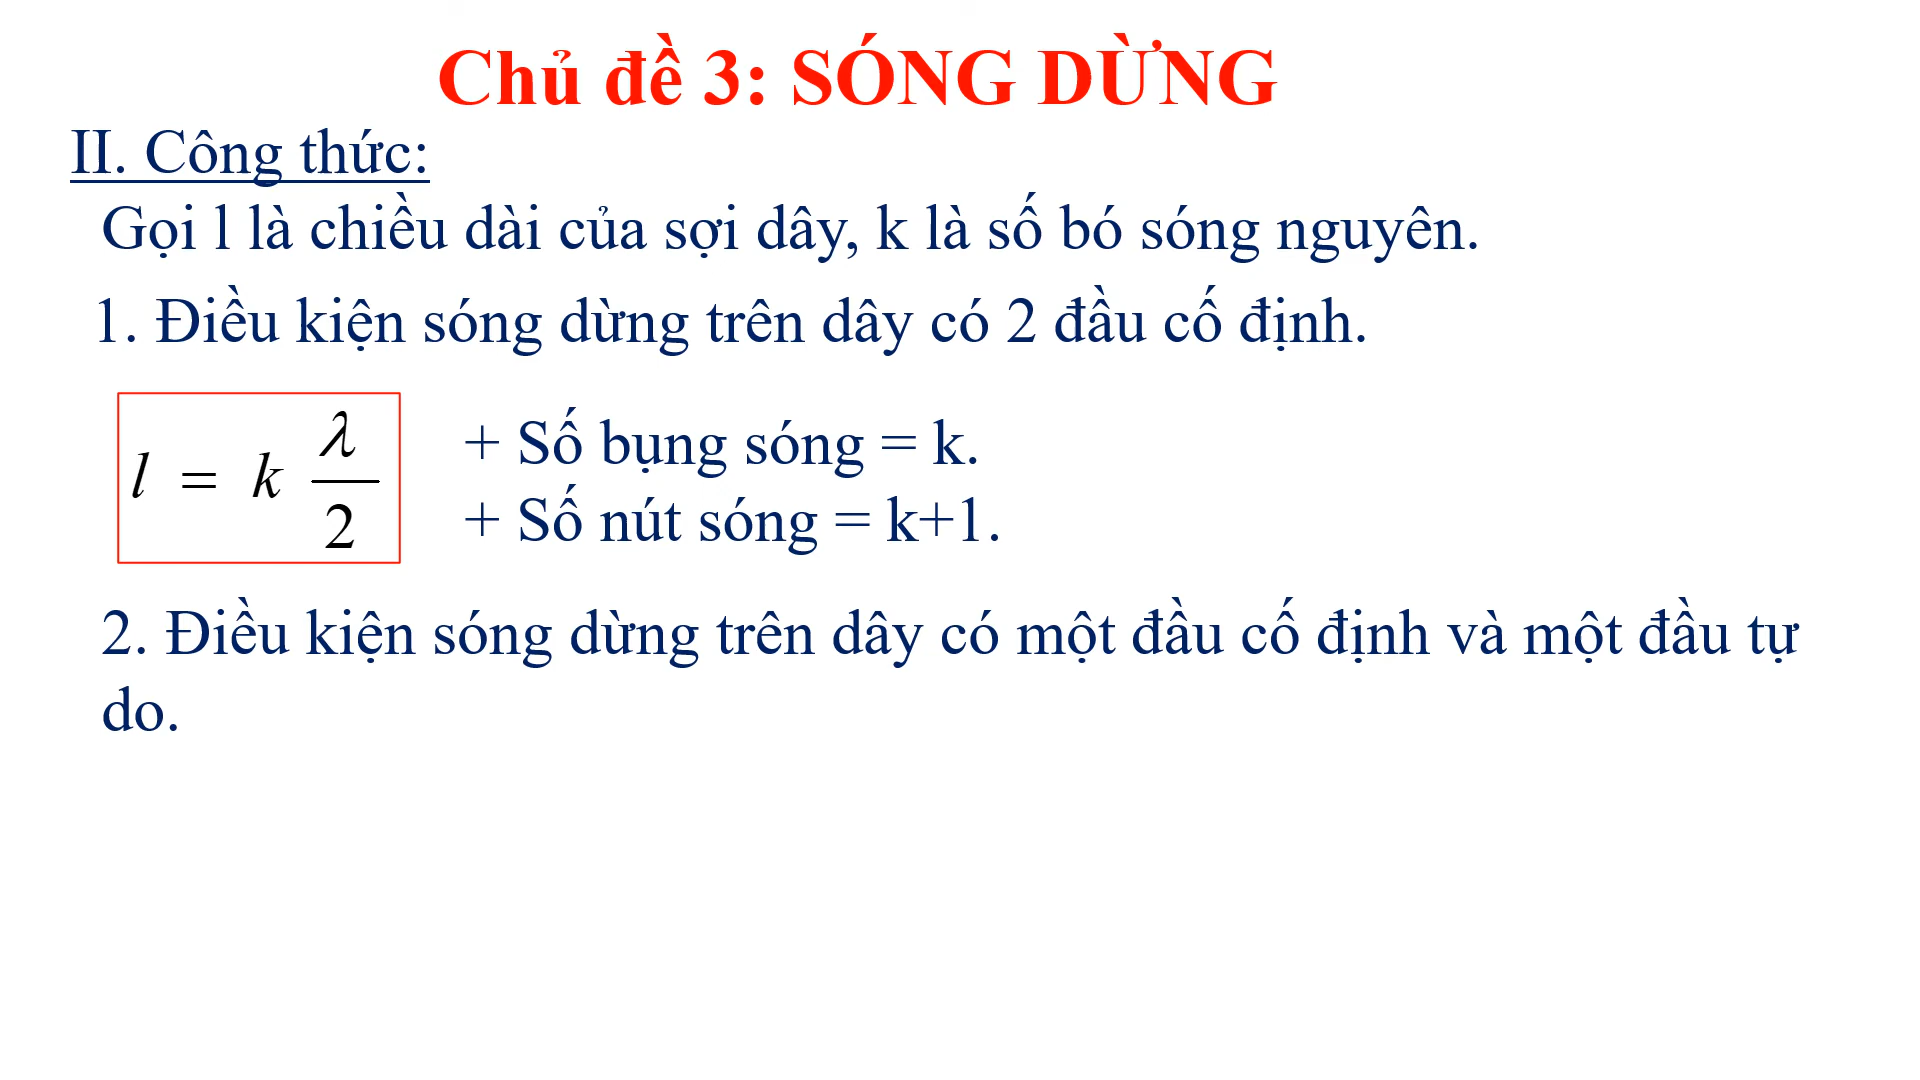 Chủ đề 3: SÓNG DỪNG
II. Công thức:
Gọi l là chiều dài của sợi dây, k là số bó sóng nguyên.
1. Điều kiện sóng dừng trên dây có 2 đầu cố định.
l = k λ/2
+ Số bụng sóng = k.
+ Số nút sóng = k+1.
2. Điều kiện sóng dừng trên dây có một đầu cố định và một đầu tự
do.